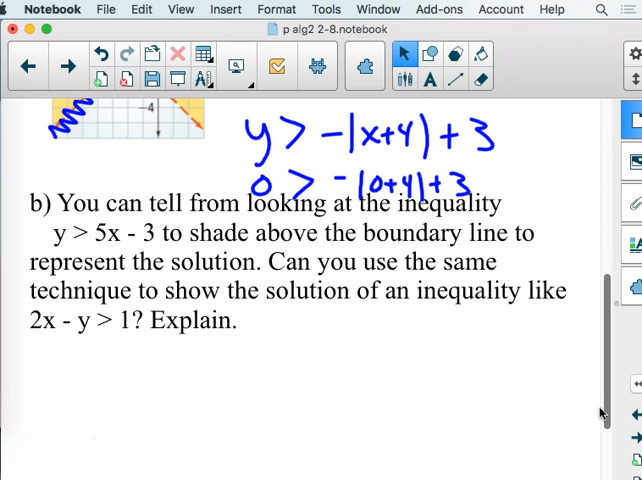 Notebook File Edit View Insert Format Tools Window Add-ons Account Help
p alg2 2-8.notebook
-4
y > -|x+4| + 3
0 > -|0+4| + 3
b) You can tell from looking at the inequality
y > 5x - 3 to shade above the boundary line to
represent the solution. Can you use the same
technique to show the solution of an inequality like
2x - y > 1? Explain.